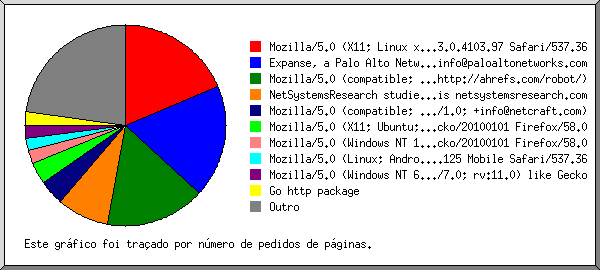 Mozilla/5.0 (X11; Linux x...3.0.4103.97 Safari/537.36
Expanse, a Palo Alto Netw...info@paloaltonetworks.com
Mozilla/5.0 (compatible; ...http://ahrefs.com/robot/)
NetSystemsResearch studie...is netsystemsresearch.com
Mozilla/5.0 (compatible; .../1.0; +info@netcraft.com)
Mozilla/5.0 (X11; Ubuntu;...cko/20100101 Firefox/58.0
Mozilla/5.0 (Windows NT 1...cko/20100101 Firefox/58.0
Mozilla/5.0 (Linux; Andro....125 Mobile Safari/537.36
Mozilla/5.0 (Windows NT 6.../7.0; rv:11.0) like Gecko
Go http package
Outro
Este gráfico foi traçado por número de pedidos de páginas.